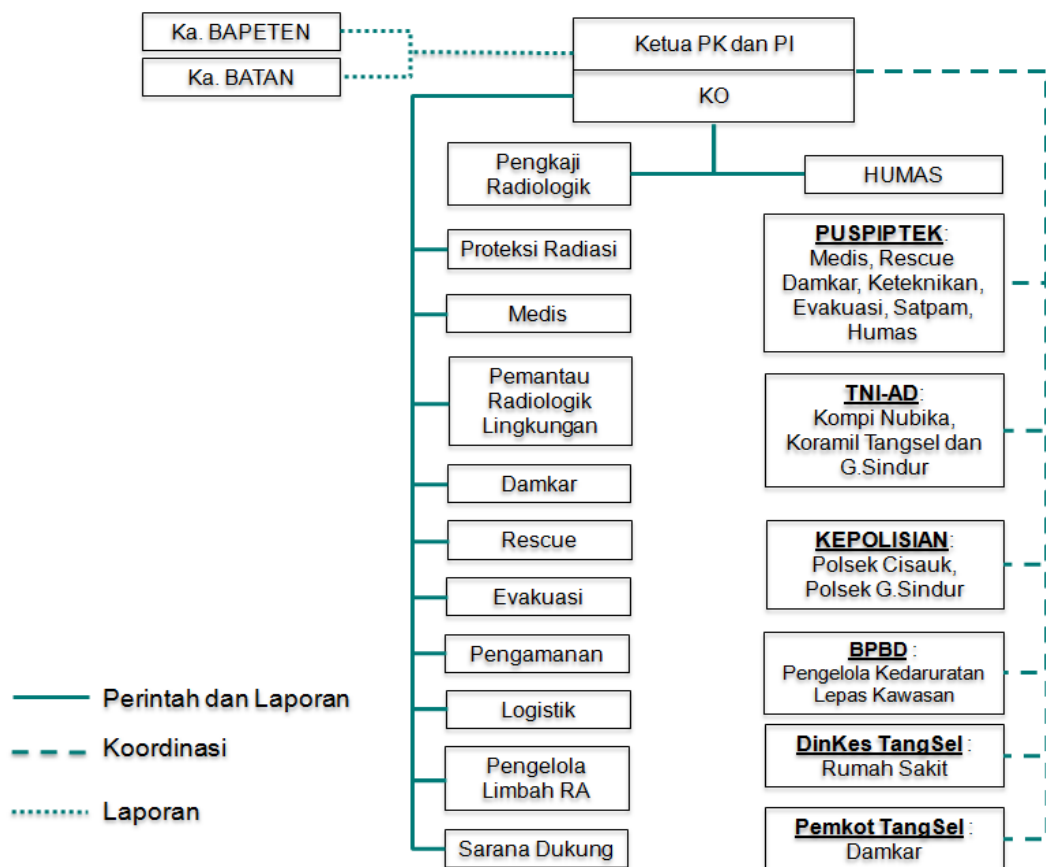 Ka. BAPETEN
Ka. BATAN
Ketua PK dan PI
KO
Pengkaji
Radiologik
HUMAS
Proteksi Radiasi
Medis
Pemantau
Radiologik
Lingkungan
Damkar
Rescue
Evakuasi
Pengamanan
Logistik
Pengelola
Limbah RA
Sarana Dukung
PUSPIPTEK:
Medis, Rescue
Damkar, Keteknikan,
Evakuasi, Satpam,
Humas
TNI-AD:
Kompi Nubika,
Koramil Tangsel dan
G.Sindur
KEPOLISIAN:
Polsek Cisauk,
Polsek G.Sindur
BPBD :
Pengelola Kedaruratan
Lepas Kawasan
DinKes TangSel :
Rumah Sakit
Pemkot TangSel :
Damkar
Perintah dan Laporan
Koordinasi
Laporan